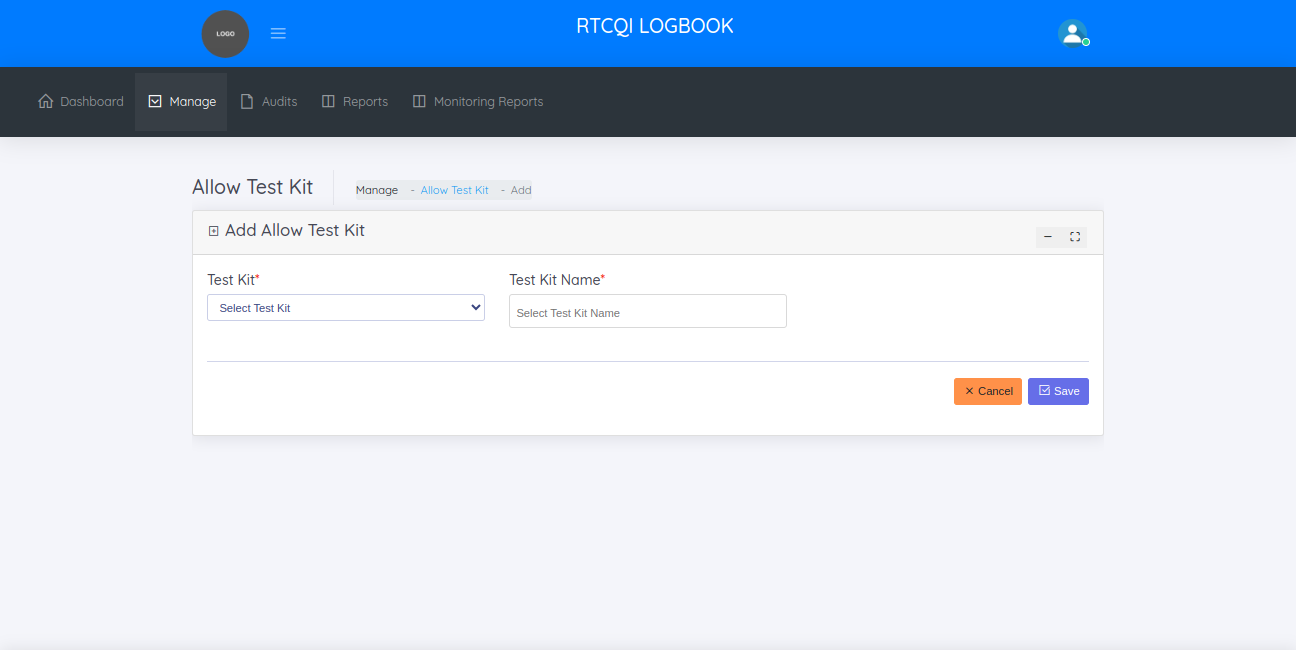 LOGO
RTCQI LOGBOOK
Dashboard Manage Audits Reports Monitoring Reports
Allow Test Kit
Manage - Allow Test Kit - Add
Add Allow Test Kit
Test Kit* Test Kit Name*
Select Test Kit Select Test Kit Name
× Cancel Save